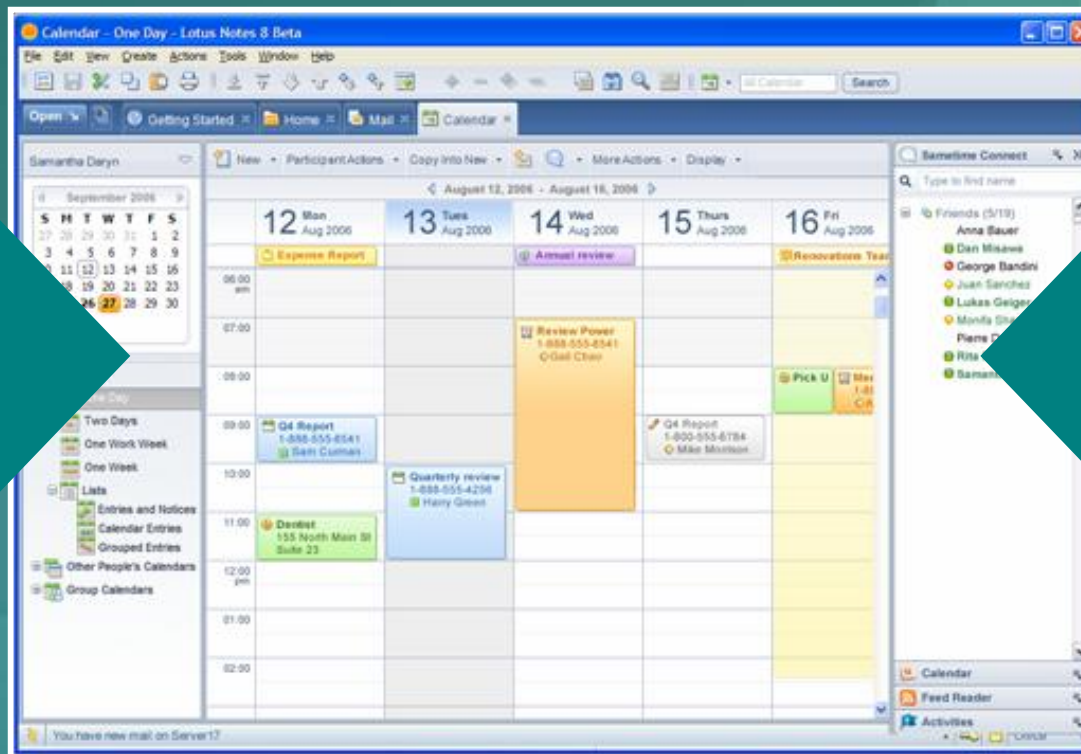 Calendar - One Day - Lotus Notes 8 Beta
File Edit View Create Actions Tools Window Help
Calendar Search
Open Getting Started Home Mail Calendar
Samantha Daryn
New Participant Actions Copy Into New More Actions Display
Sametime Connect
Type to find name
September 2006
S M T W T F S
27 28 29 30 31 1 2
3 4 5 6 7 8 9
10 11 12 13 14 15 16
18 19 20 21 22 23
26 27 28 29 30
One Day
Two Days
One Work Week
One Week
Lists
Entries and Notices
Calendar Entries
Grouped Entries
Other People's Calendars
Group Calendars
August 12, 2006 - August 16, 2006
12 Mon Aug 2006
13 Tues Aug 2006
14 Wed Aug 2006
15 Thurs Aug 2006
16 Fri Aug 2006
Expense Report
Annual review
Renovations Tea
06:00 am
07:00
08:00
09:00
10:00
11:00
12:00 pm
01:00
02:00
Q4 Report
1-888-555-6541
Sam Curman
Dentist
155 North Main St
Suite 23
Quarterly review
1-888-555-4256
Harry Green
Review Power
1-888-555-6541
Gail Chao
Q4 Report
1-800-555-6784
Mike Morrison
Pick U
Friends (5/19)
Anna Bauer
Dan Misawa
George Bandini
Juan Sanchez
Lukas Geiger
Monifa
Pierre
Rita
Calendar
Feed Reader
Activities
You have new mail on Server17